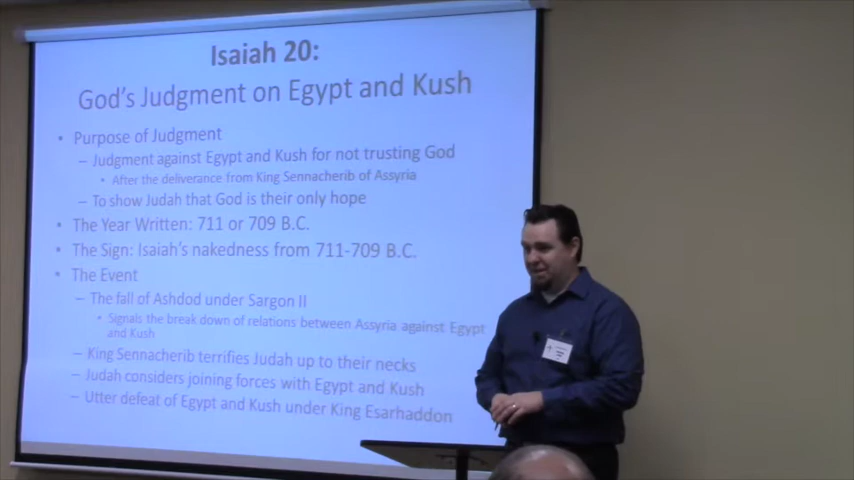 Isaiah 20:
God's Judgment on Egypt and Kush
• Purpose of Judgment
– Judgment against Egypt and Kush for not trusting God
• After the deliverance from King Sennacherib of Assyria
– To show Judah that God is their only hope
• The Year Written: 711 or 709 B.C.
• The Sign: Isaiah's nakedness from 711-709 B.C.
• The Event
– The fall of Ashdod under Sargon II
• Signals the break down of relations between Assyria against Egypt
and Kush
– King Sennacherib terrifies Judah up to their necks
– Judah considers joining forces with Egypt and Kush
– Utter defeat of Egypt and Kush under King Esarhaddon